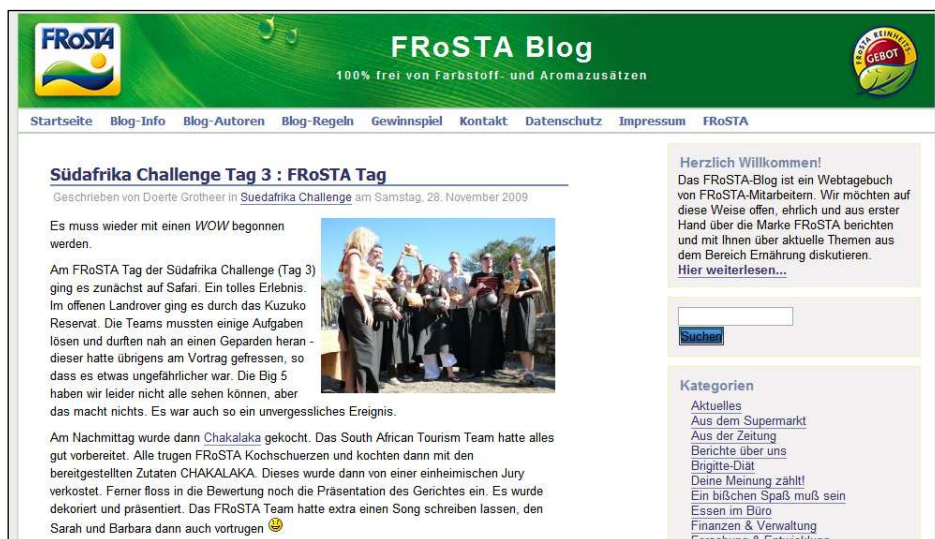 FRoSTA
FRoSTA Blog
100% frei von Farbstoff- und Aromazusätzen
FRoSTA REINHEITS-
GEBOT
Startseite Blog-Info Blog-Autoren Blog-Regeln Gewinnspiel Kontakt Datenschutz Impressum FRoSTA
Südafrika Challenge Tag 3 : FRoSTA Tag
Geschrieben von Doerte Grotheer in Suedafrika Challenge am Samstag, 28. November 2009
Es muss wieder mit einen WOW begonnen
werden.
Am FRoSTA Tag der Südafrika Challenge (Tag 3)
ging es zunächst auf Safari. Ein tolles Erlebnis.
Im offenen Landrover ging es durch das Kuzuko
Reservat. Die Teams mussten einige Aufgaben
lösen und durften nah an einen Geparden heran -
dieser hatte übrigens am Vortrag gefressen, so
dass es etwas ungefährlicher war. Die Big 5
haben wir leider nicht alle sehen können, aber
das macht nichts. Es war auch so ein unvergessliches Ereignis.
Am Nachmittag wurde dann Chakalaka gekocht. Das South African Tourism Team hatte alles
gut vorbereitet. Alle trugen FRoSTA Kochschuerzen und kochten dann mit den
bereitgestellten Zutaten CHAKALAKA. Dieses wurde dann von einer einheimischen Jury
verkostet. Ferner floss in die Bewertung noch die Präsentation des Gerichtes ein. Es wurde
dekoriert und präsentiert. Das FRoSTA Team hatte extra einen Song schreiben lassen, den
Sarah und Barbara dann auch vortrugen
Herzlich Willkommen!
Das FRoSTA-Blog ist ein Webtagebuch
von FRoSTA-Mitarbeitern. Wir möchten auf
diese Weise offen, ehrlich und aus erster
Hand über die Marke FRoSTA berichten
und mit Ihnen über aktuelle Themen aus
dem Bereich Ernährung diskutieren.
Hier weiterlesen...
Suchen
Kategorien
Aktuelles
Aus dem Supermarkt
Aus der Zeitung
Berichte über uns
Brigitte-Diät
Deine Meinung zählt!
Ein bißchen Spaß muß sein
Essen im Büro
Finanzen & Verwaltung
Forschung & Entwicklung